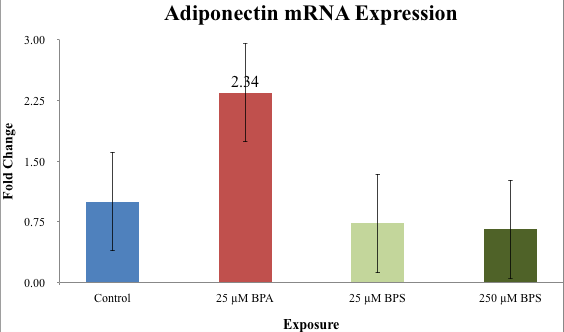 Adiponectin mRNA Expression
Fold Change
3.00
2.25
1.50
0.75
0.00
2.34
Control
25 µM BPA
25 µM BPS
250 µM BPS
Exposure